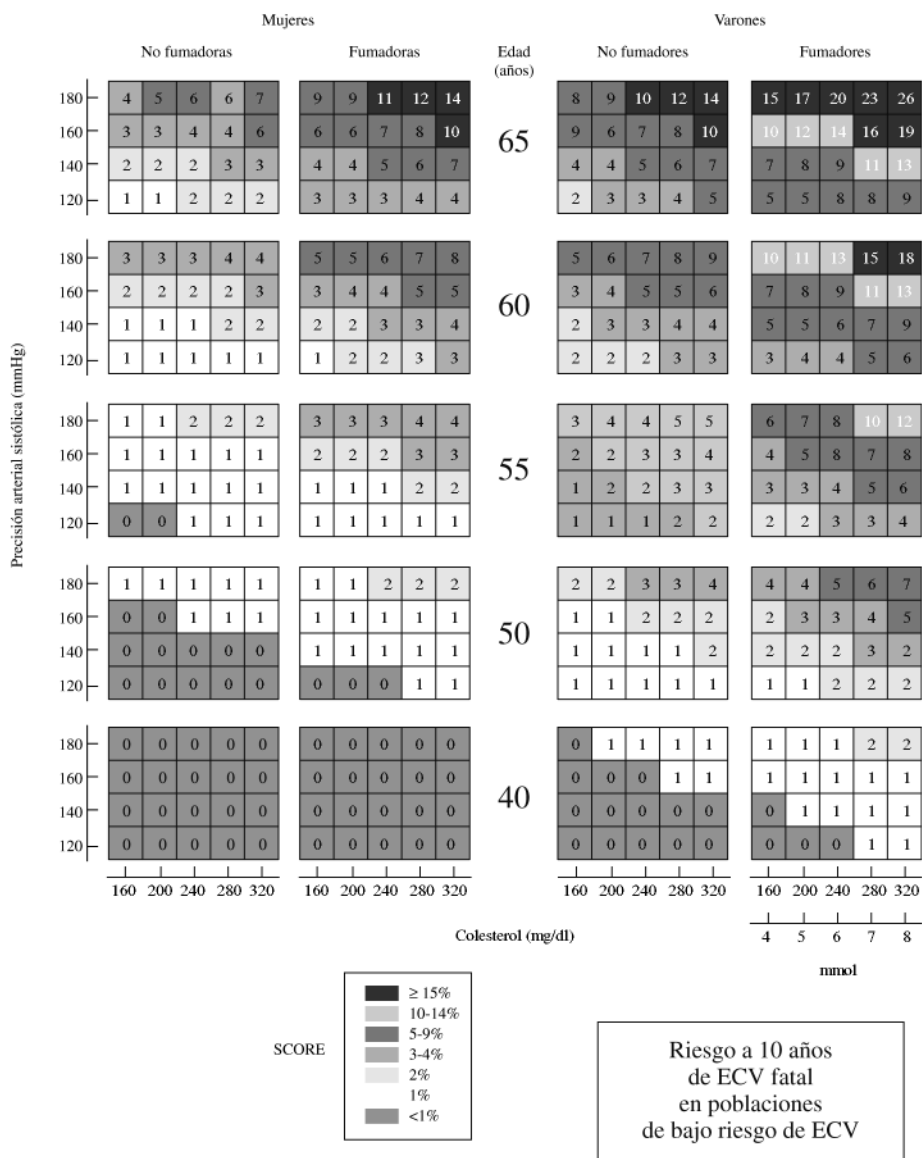 Mujeres Varones
No fumadoras Fumadoras Edad (años) No fumadores Fumadores
180 4 5 6 6 7 9 9 11 12 14 8 9 10 12 14 15 17 20 23 26
160 3 3 4 4 6 6 6 7 8 10 9 6 7 8 10 10 12 14 16 19
65
140 2 2 2 3 3 4 4 5 6 7 4 4 5 6 7 7 8 9 11 13
120 1 1 2 2 2 3 3 3 4 4 2 3 3 4 5 5 5 8 8 9
180 3 3 3 4 4 5 5 6 7 8 5 6 7 8 9 10 11 13 15 18
160 2 2 2 2 3 3 4 4 5 5 3 4 5 5 6 7 8 9 11 13
60
140 1 1 1 2 2 2 2 3 3 4 2 3 3 4 4 5 5 6 7 9
120 1 1 1 1 1 1 2 2 3 3 2 2 2 3 3 3 4 4 5 6
Precisión arterial sistólica (mmHg)
180 1 1 2 2 2 3 3 3 4 4 3 4 4 5 5 6 7 8 10 12
160 1 1 1 1 1 2 2 2 3 3 2 2 3 3 4 4 5 8 7 8
55
140 1 1 1 1 1 1 1 1 2 2 1 2 2 3 3 3 3 4 5 6
120 0 0 1 1 1 1 1 1 1 1 1 1 1 2 2 2 2 3 3 4
180 1 1 1 1 1 1 1 2 2 2 2 2 3 3 4 4 4 5 6 7
160 0 0 1 1 1 1 1 1 1 1 1 1 2 2 2 2 3 3 4 5
50
140 0 0 0 0 0 1 1 1 1 1 1 1 1 1 2 2 2 2 3 2
120 0 0 0 0 0 0 0 0 1 1 1 1 1 1 1 1 1 2 2 2
180 0 0 0 0 0 0 0 0 0 0 0 1 1 1 1 1 1 1 2 2
160 0 0 0 0 0 0 0 0 0 0 0 0 0 1 1 1 1 1 1 1
40
140 0 0 0 0 0 0 0 0 0 0 0 0 0 0 0 0 1 1 1 1
120 0 0 0 0 0 0 0 0 0 0 0 0 0 0 0 0 0 0 1 1
160 200 240 280 320 160 200 240 280 320 160 200 240 280 320 160 200 240 280 320
Colesterol (mg/dl)
4 5 6 7 8
mmol
SCORE
≥ 15%
10-14%
5-9%
3-4%
2%
1%
<1%
Riesgo a 10 años
de ECV fatal
en poblaciones
de bajo riesgo de ECV